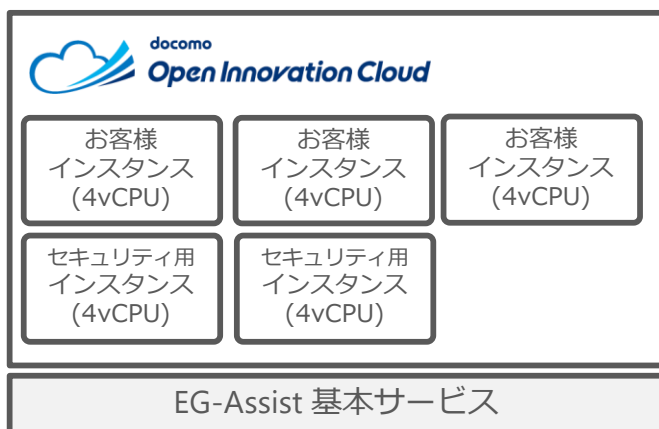 docomo
Open Innovation Cloud
お客様
インスタンス
(4vCPU)
お客様
インスタンス
(4vCPU)
お客様
インスタンス
(4vCPU)
セキュリティ用
インスタンス
(4vCPU)
セキュリティ用
インスタンス
(4vCPU)
EG-Assist 基本サービス